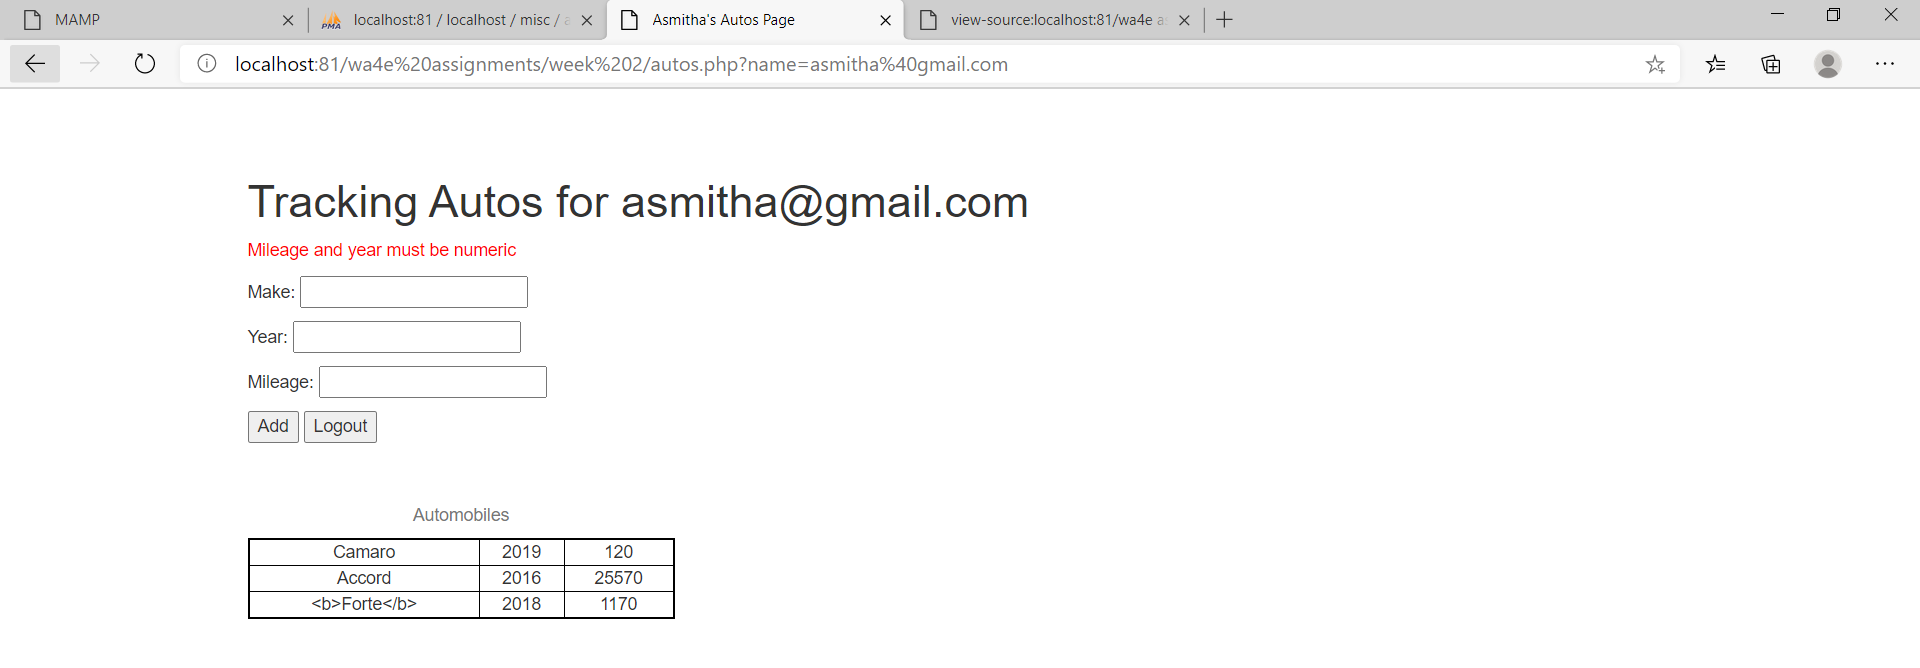 MAMP
PMA localhost:81 / localhost / misc / a
Asmitha's Autos Page
view-source:localhost:81/wa4e as
localhost:81/wa4e%20assignments/week%202/autos.php?name=asmitha%40gmail.com
Tracking Autos for asmitha@gmail.com
Mileage and year must be numeric
Make:
Year:
Mileage:
Add Logout
Automobiles
Camaro 2019 120
Accord 2016 25570
<b>Forte</b> 2018 1170